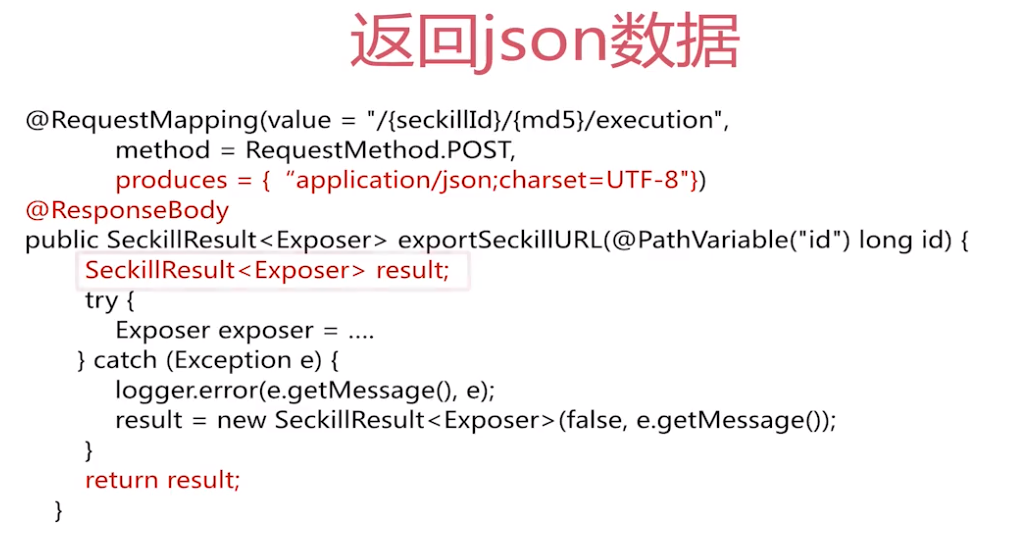 返回json数据
@RequestMapping(value = "/{seckillId}/{md5}/execution",
method = RequestMethod.POST,
produces = { “application/json;charset=UTF-8"})
@ResponseBody
public SeckillResult<Exposer> exportSeckillURL(@PathVariable("id") long id) {
SeckillResult<Exposer> result;
try {
Exposer exposer = ....
} catch (Exception e) {
logger.error(e.getMessage(), e);
result = new SeckillResult<Exposer>(false, e.getMessage());
}
return result;
}